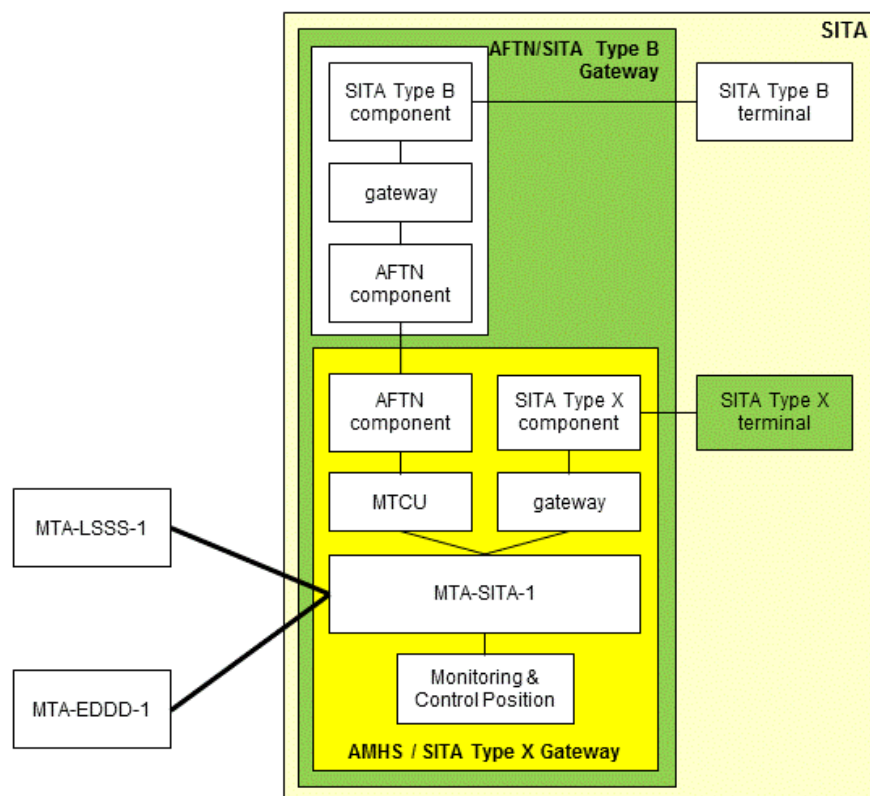 SITA
AFTN/SITA Type B
Gateway
SITA Type B
component
SITA Type B
terminal
gateway
AFTN
component
AFTN
component
SITA Type X
component
SITA Type X
terminal
MTCU
gateway
MTA-LSSS-1
MTA-SITA-1
MTA-EDDD-1
Monitoring &
Control Position
AMHS / SITA Type X Gateway